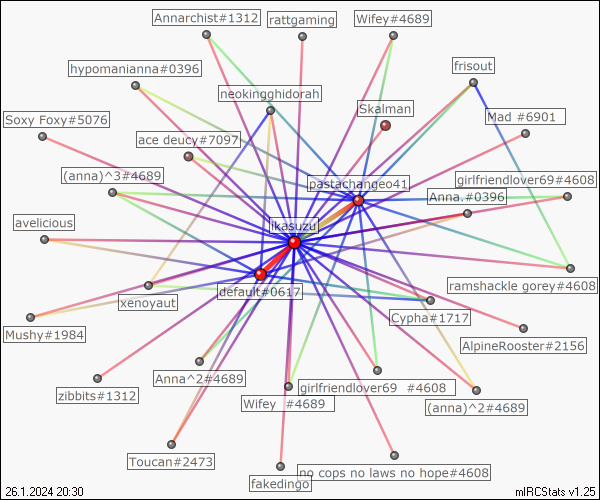 Annarchist#1312
rattgaming
Wifey#4689
frisout
hypomanianna#0396
neokingghidorah
Skalman
Mad #6901
Soxy Foxy#5076
ace deucy#7097
(anna)^3#4689
pastachangeo41
Anna.#0396
girlfriendlover69#4608
avelicious
ikasuzu
default#0617
ramshackle gorey#4608
xenoyaut
Cypha#1717
Mushy#1984
AlpineRooster#2156
Anna^2#4689
girlfriendlover69 #4608
zibbits#1312
Wifey #4689
(anna)^2#4689
Toucan#2473
fakedingo
no cops no laws no hope#4608
26.1.2024 20:30
mIRCStats v1.25